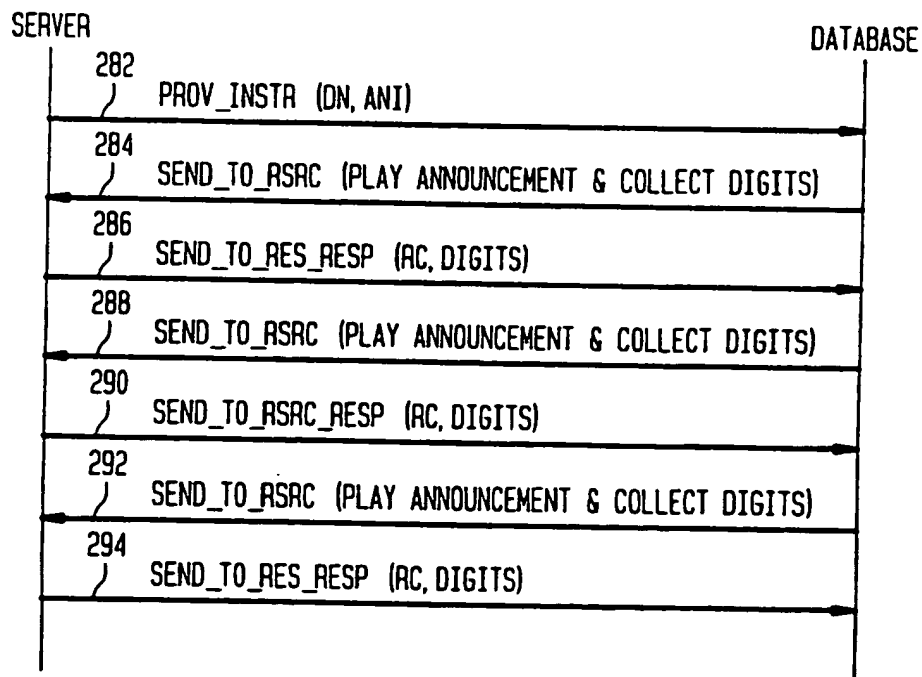 SERVER
DATABASE
282
PROV_INSTR (DN, ANI)
284
SEND_TO_RSRC (PLAY ANNOUNCEMENT & COLLECT DIGITS)
286
SEND_TO_RES_RESP (RC, DIGITS)
288
SEND_TO_RSRC (PLAY ANNOUNCEMENT & COLLECT DIGITS)
290
SEND_TO_RSRC_RESP (RC, DIGITS)
292
SEND_TO_RSRC (PLAY ANNOUNCEMENT & COLLECT DIGITS)
294
SEND_TO_RES_RESP (RC, DIGITS)